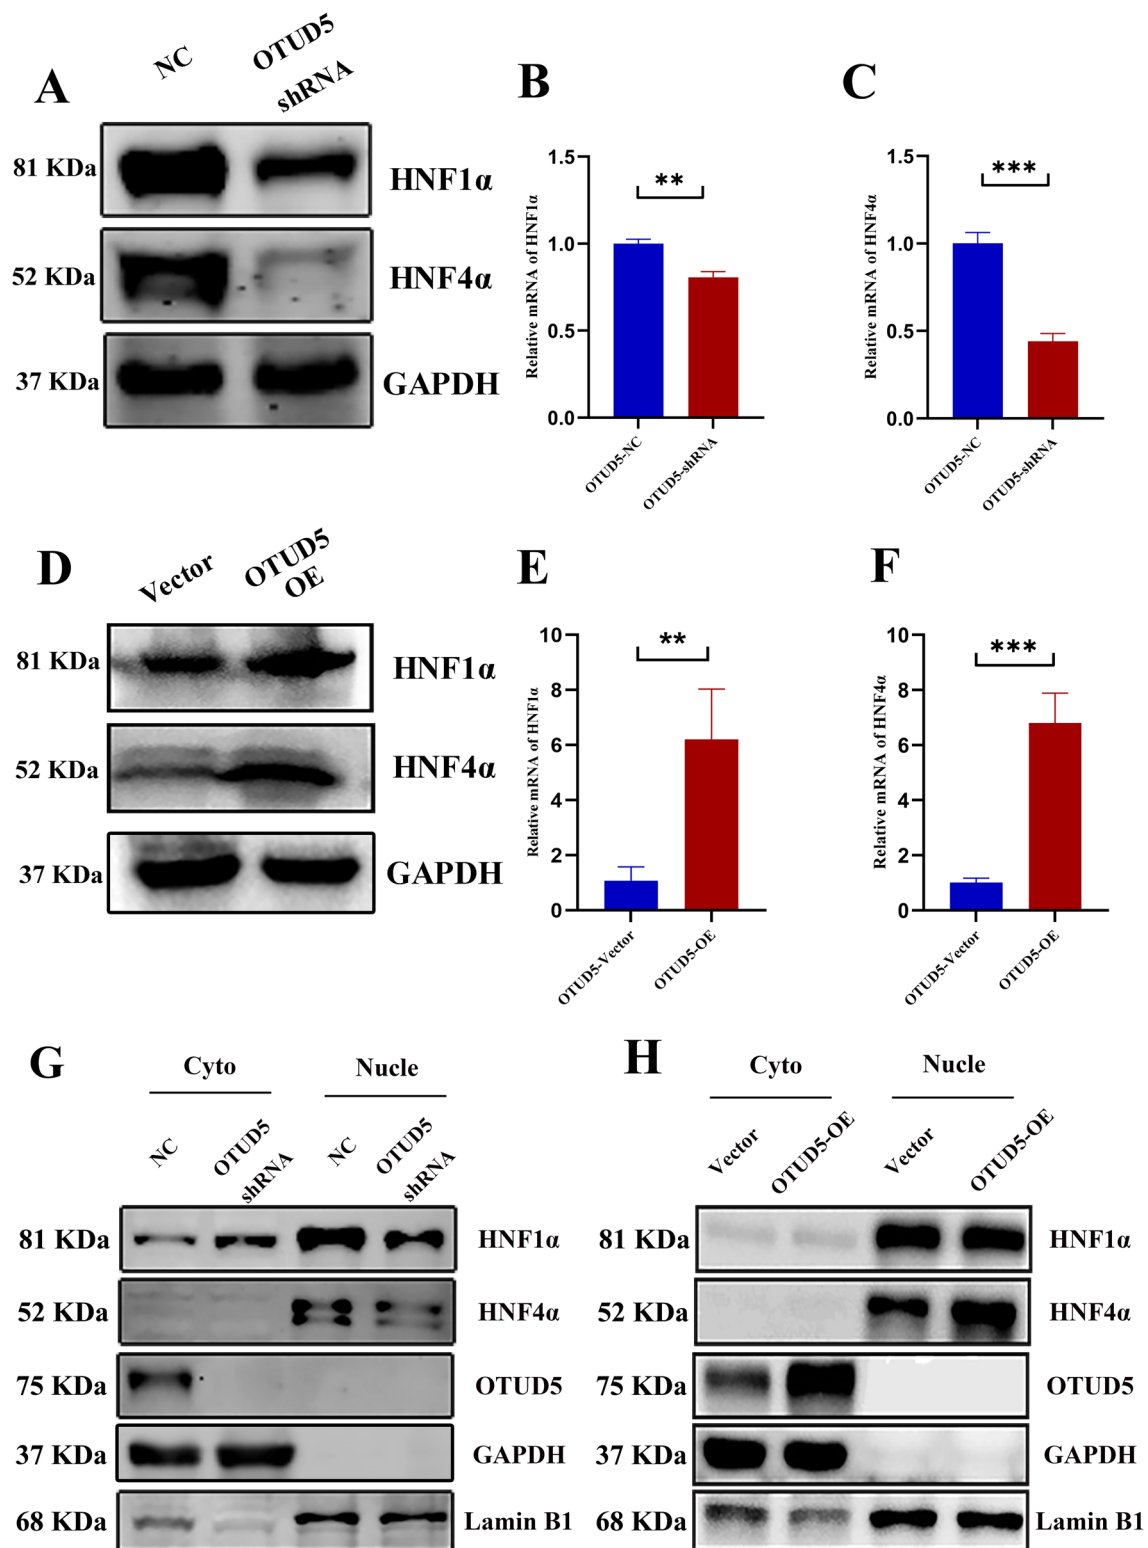 A
NC
OTUD5
shRNA
81 KDa
HNF1α
52 KDa
HNF4α
37 KDa
GAPDH
B
Relative mRNA of HNF1α
1.5
1.0
0.5
0.0
**
OTUD5-NC
OTUD5-shRNA
C
Relative mRNA of HNF4α
1.5
1.0
0.5
0.0
***
OTUD5-NC
OTUD5-shRNA
D
Vector
OTUD5
OE
81 KDa
HNF1α
52 KDa
HNF4α
37 KDa
GAPDH
E
Relative mRNA of HNF1α
10
8
6
4
2
0
**
OTUD5-Vector
OTUD5-OE
F
Relative mRNA of HNF4α
10
8
6
4
2
0
***
OTUD5-Vector
OTUD5-OE
G
Cyto
Nucle
NC
OTUD5
shRNA
NC
OTUD5
shRNA
81 KDa
HNF1α
52 KDa
HNF4α
75 KDa
OTUD5
37 KDa
GAPDH
68 KDa
Lamin B1
H
Cyto
Nucle
Vector
OTUD5-OE
Vector
OTUD5-OE
81 KDa
HNF1α
52 KDa
HNF4α
75 KDa
OTUD5
37 KDa
GAPDH
68 KDa
Lamin B1